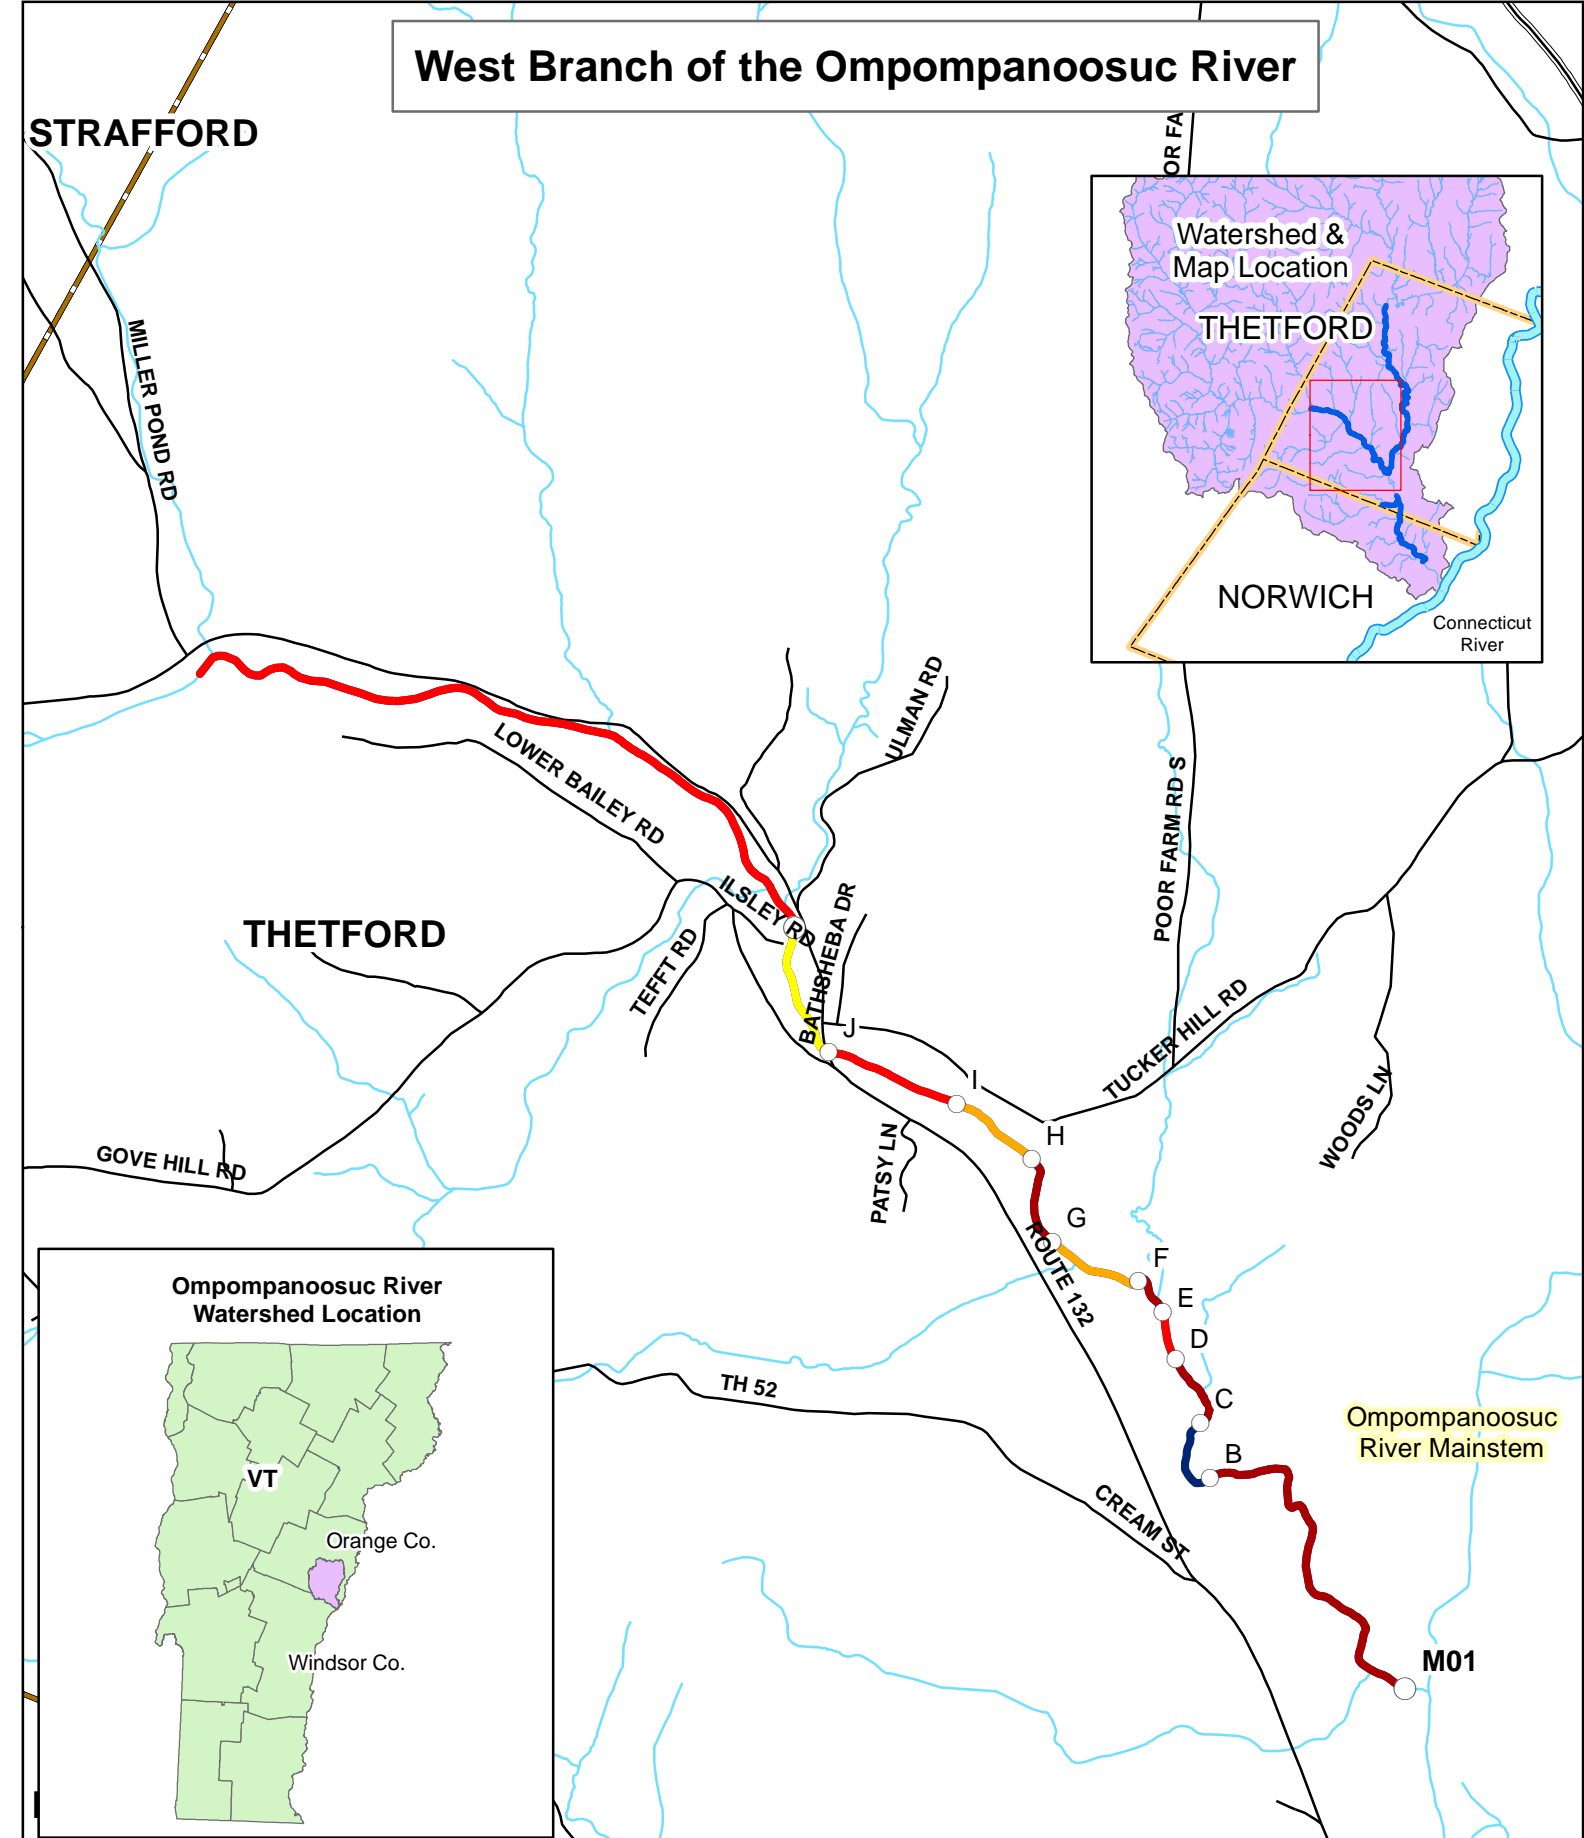 West Branch of the Ompompanoosuc River
STRAFFORD
OR FA
Watershed &
Map Location
THETFORD
NORWICH
Connecticut
River
MILLER POND RD
LOWER BAILEY RD
ULMAN RD
POOR FARM RD S
ILSLEY RD
BATHSHEBA DR
THETFORD
TEFFT RD
TUCKER HILL RD
WOODS LN
J
I
H
GOVE HILL RD
PATSY LN
G
ROUTE 132
F
E
D
C
B
TH 52
CREAM ST
Ompompanoosuc
River Mainstem
M01
Ompompanoosuc River
Watershed Location
VT
Orange Co.
Windsor Co.